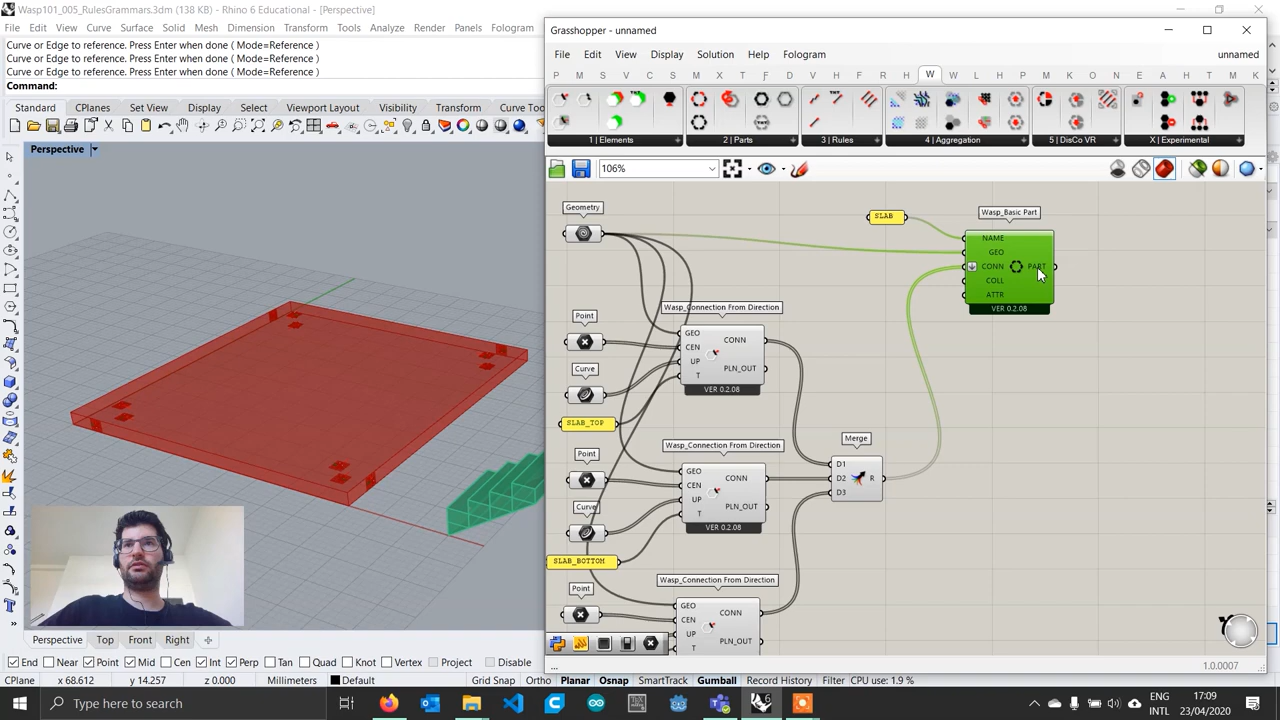 Wasp101_005_RulesGrammars.3dm (138 KB) - Rhino 6 Educational - [Perspective]
File Edit View Curve Surface Solid Mesh Dimension Transform Tools Analyze Render Panels Fologram
Curve or Edge to reference. Press Enter when done ( Mode=Reference )
Curve or Edge to reference. Press Enter when done ( Mode=Reference )
Curve or Edge to reference. Press Enter when done ( Mode=Reference )
Command:
Standard CPlanes Set View Display Select Viewport Layout Visibility Transform Curve Too
Perspective
Grasshopper - unnamed
File Edit View Display Solution Help Fologram unnamed
P M S V C S M X T F D V H F R W W L H P M K E A H T M K
1 | Elements 2 | Parts 3 | Rules 4 | Aggregation 5 | DisCo VR X | Experimental
106%
Geometry
SLAB
Wasp_Basic Part
NAME
GEO
CONN PART
COLL
ATTR
VER 0.2.08
Wasp_Connection From Direction
Point
GEO
CEN CONN
UP
T PLN_OUT
VER 0.2.08
Curve
SLAB_TOP
Wasp_Connection From Direction
Point
GEO
CEN CONN
UP
T PLN_OUT
VER 0.2.08
Curve
SLAB_BOTTOM
Merge
D1
D2 R
D3
Wasp_Connection From Direction
Point
GEO
CEN CONN
UP
T PLN_OUT
...
1.0.0007
Perspective Top Front Right
End Near Point Mid Cen Int Perp Tan Quad Knot Vertex Project Disable
CPlane x 68.612 y 14.257 z 0.000 Millimeters Default Grid Snap Ortho Planar Osnap SmartTrack Gumball Record History Filter CPU use: 1.9 %
Type here to search
ENG
INTL
17:09
23/04/2020